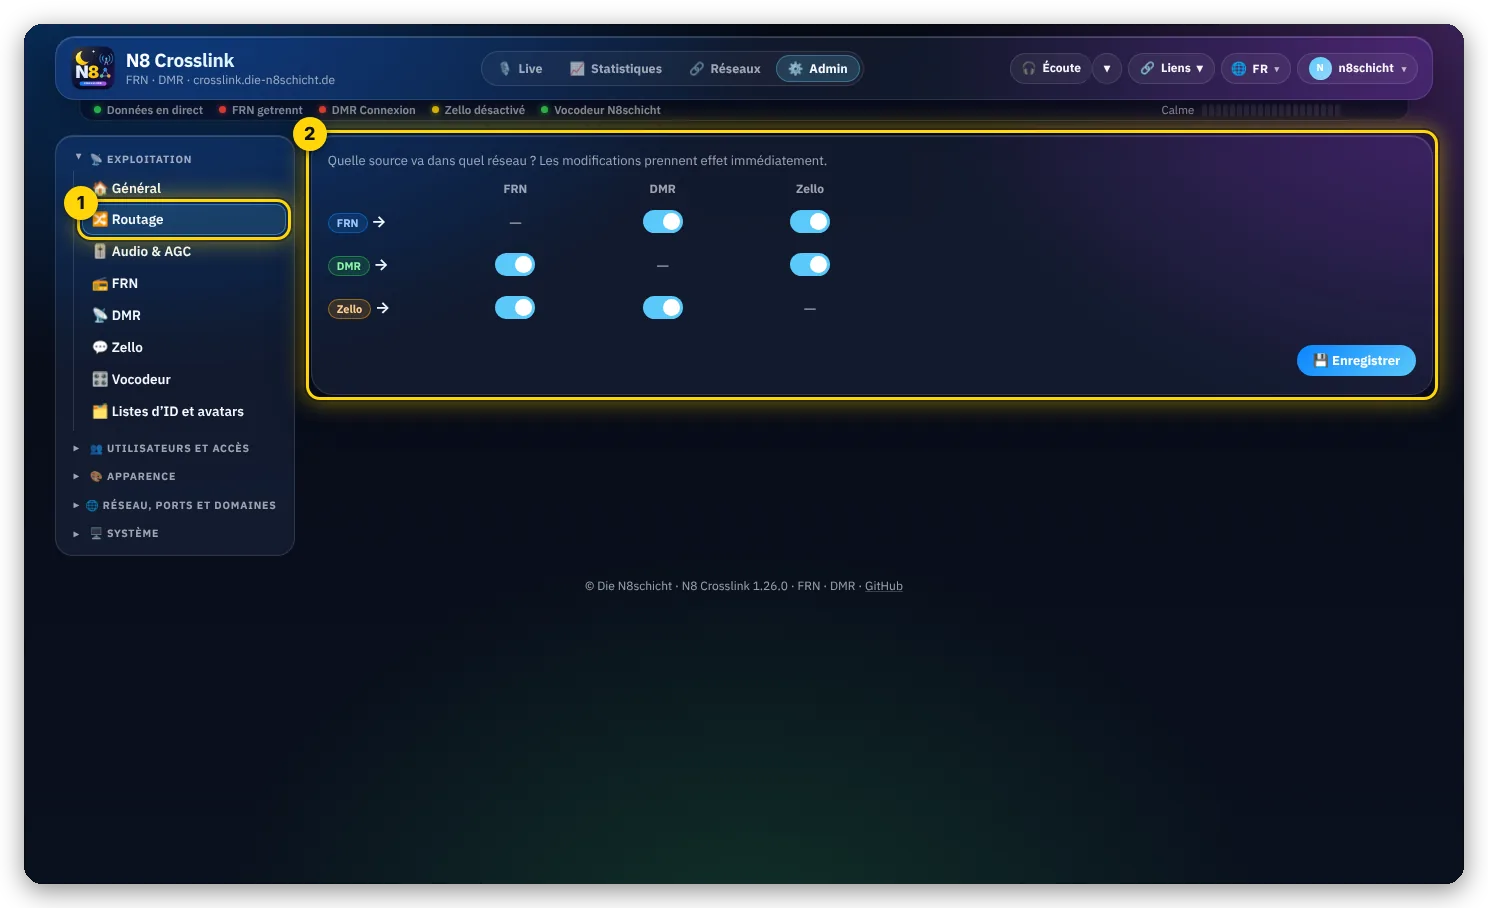 N8
N8 Crosslink
FRN · DMR · crosslink.die-n8schicht.de
Live
Statistiques
Réseaux
Admin
Écoute
Liens
FR
N
n8schicht
Données en direct
FRN getrennt
DMR Connexion
Zello désactivé
Vocodeur N8schicht
Calme
EXPLOITATION
Général
1
Routage
Audio & AGC
FRN
DMR
Zello
Vocodeur
Listes d’ID et avatars
UTILISATEURS ET ACCÈS
APPARENCE
RÉSEAU, PORTS ET DOMAINES
SYSTÈME
2
Quelle source va dans quel réseau ? Les modifications prennent effet immédiatement.
FRN DMR Zello
FRN → —
DMR → —
Zello → —
Enregistrer
© Die N8schicht · N8 Crosslink 1.26.0 · FRN · DMR · GitHub